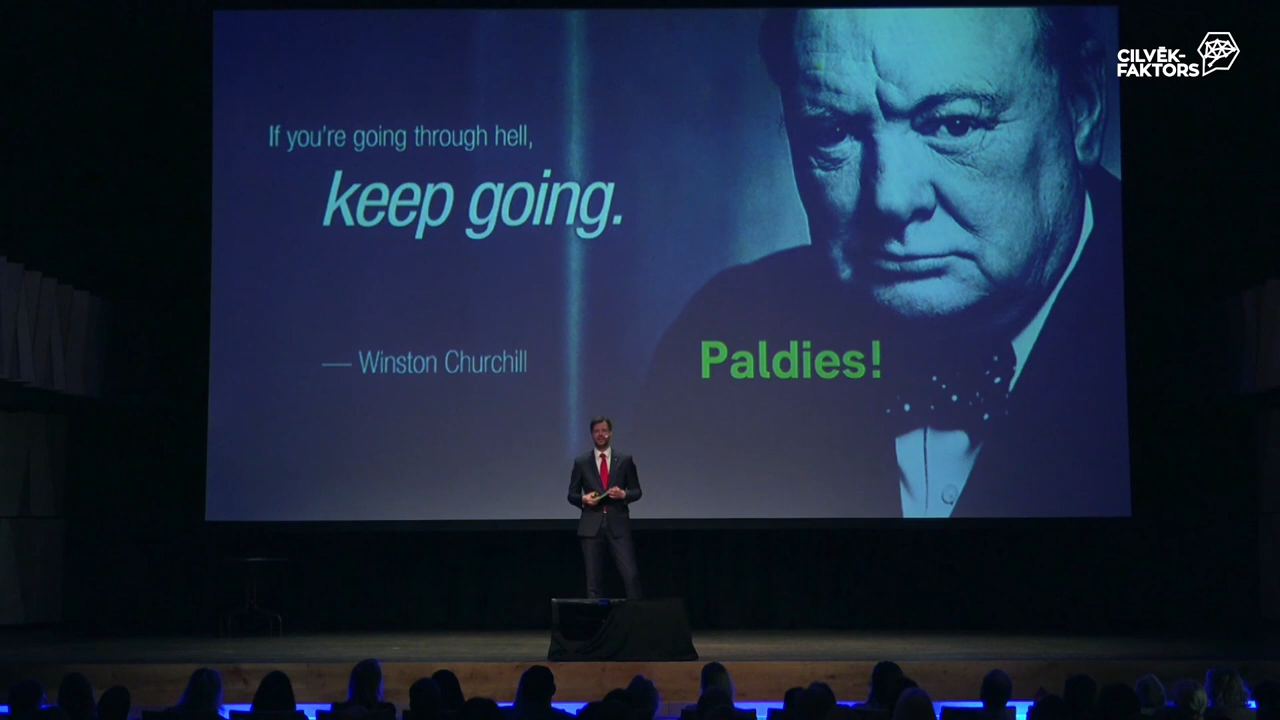 If you're going through hell,
keep going.
— Winston Churchill
Paldies!
CILVĒK-
FAKTORS